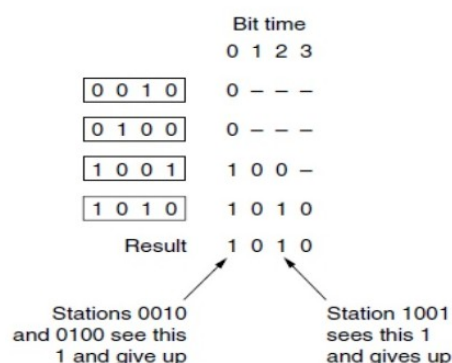 Bit time
0 1 2 3
0 0 1 0 0 – – –
0 1 0 0 0 – – –
1 0 0 1 1 0 0 –
1 0 1 0 1 0 1 0
Result 1 0 1 0
Stations 0010
and 0100 see this
1 and give up
Station 1001
sees this 1
and gives up